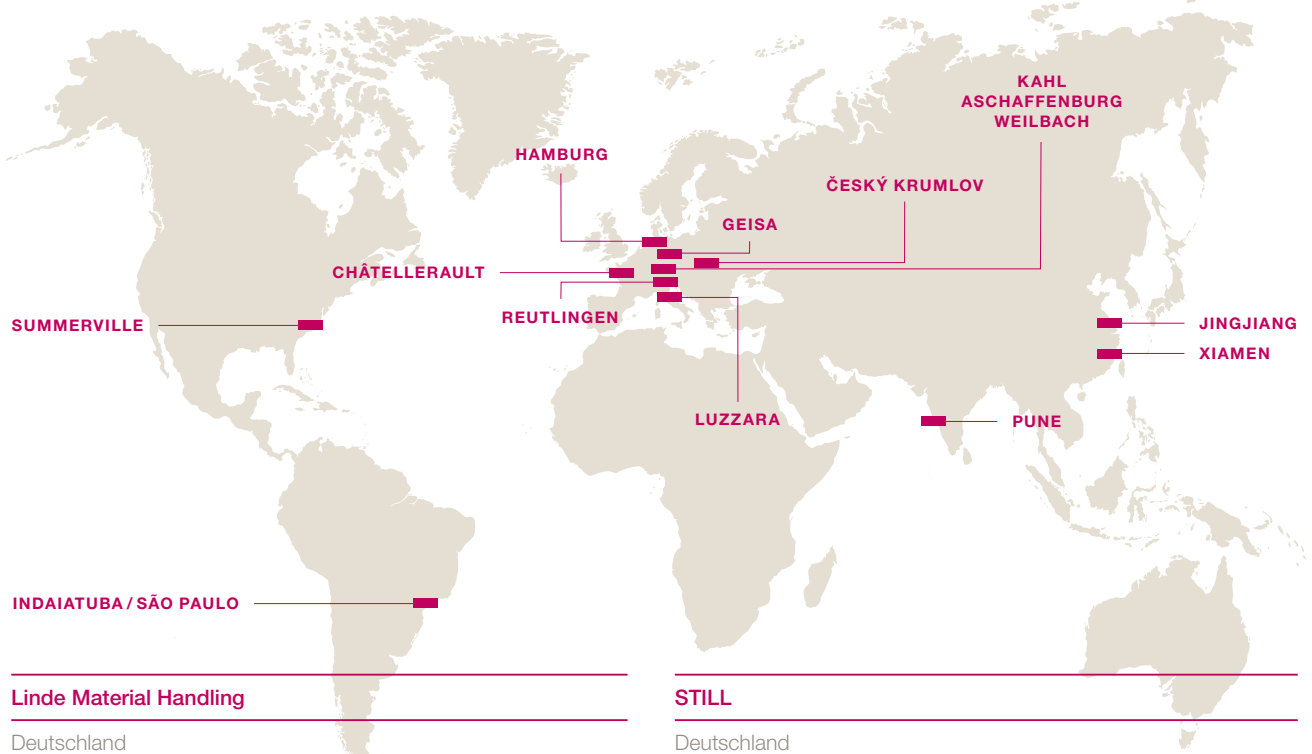 KAHL
ASCHAFFENBURG
WEILBACH
HAMBURG
ČESKÝ KRUMLOV
GEISA
CHÂTELLERAULT
REUTLINGEN
SUMMERVILLE
JINGJIANG
XIAMEN
LUZZARA
PUNE
INDAIATUBA / SÃO PAULO
Linde Material Handling
Deutschland
STILL
Deutschland